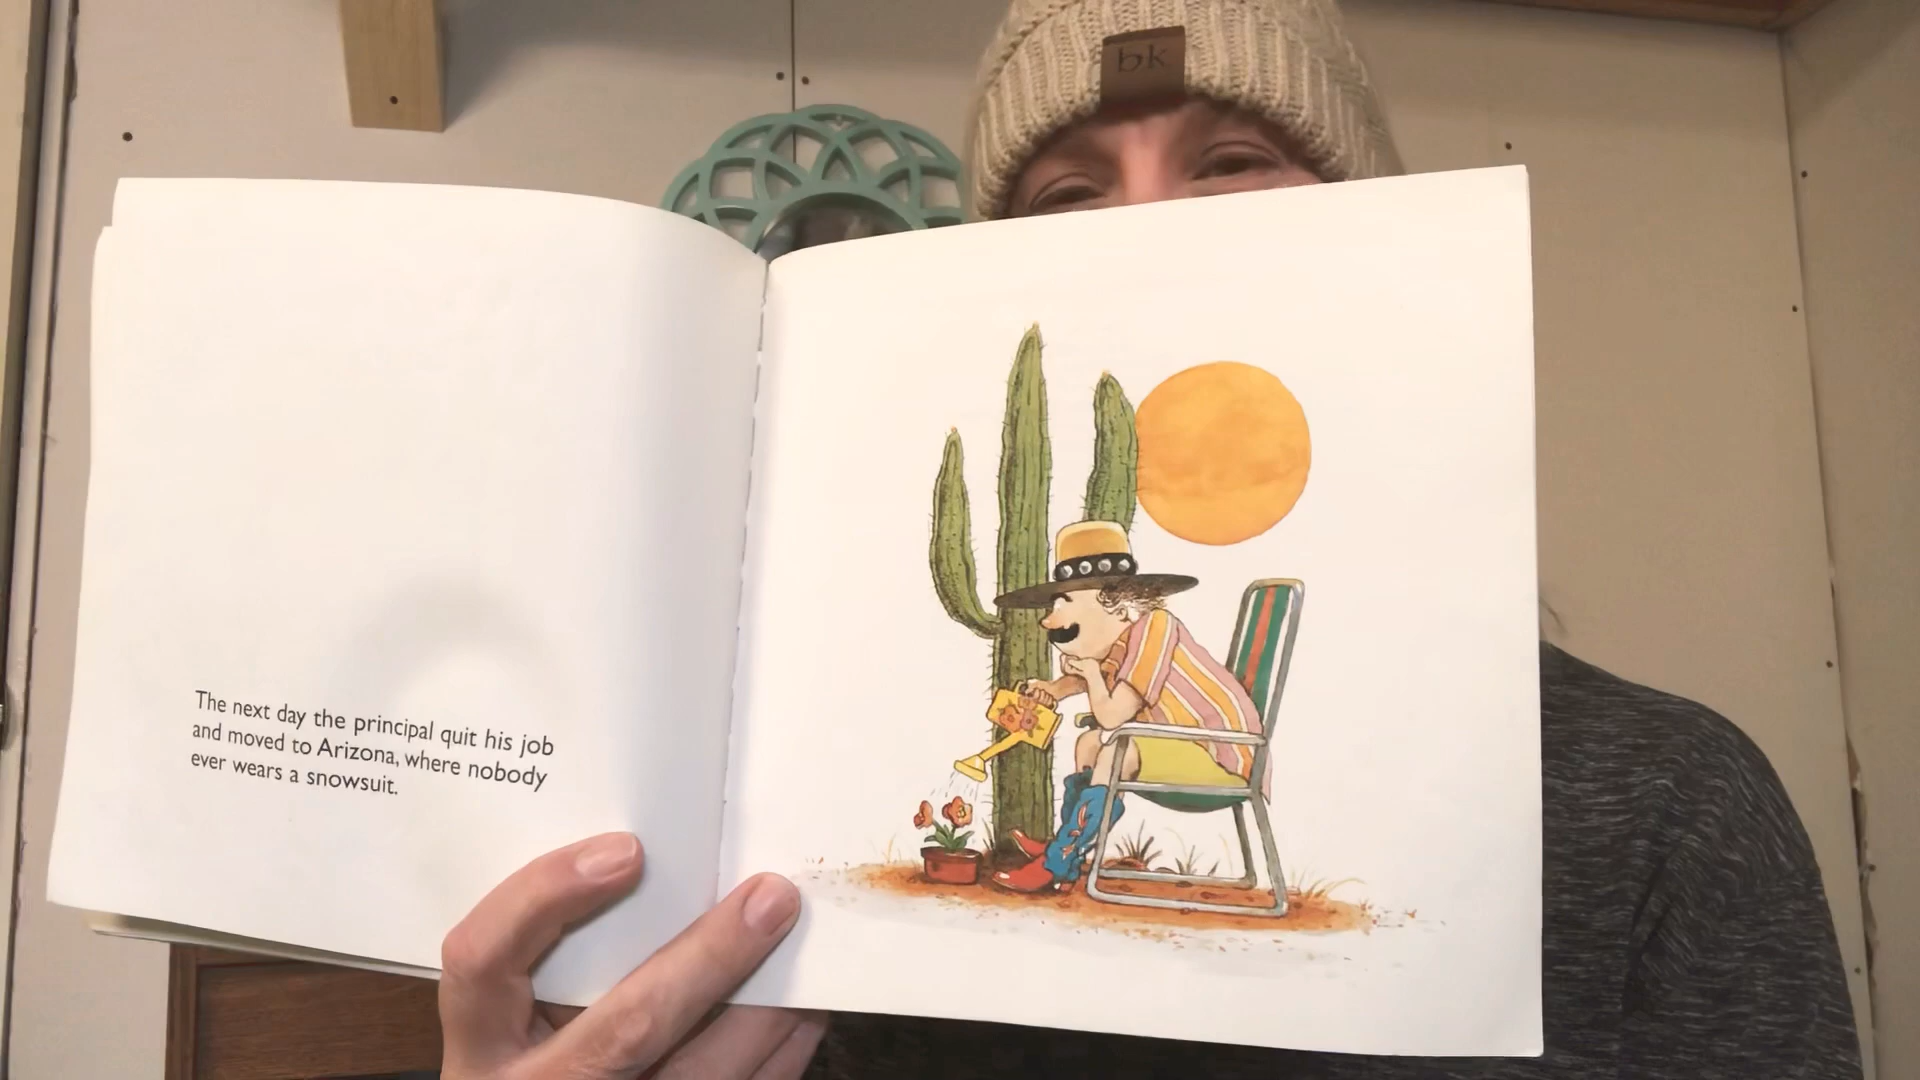 bk
The next day the principal quit his job
and moved to Arizona, where nobody
ever wears a snowsuit.